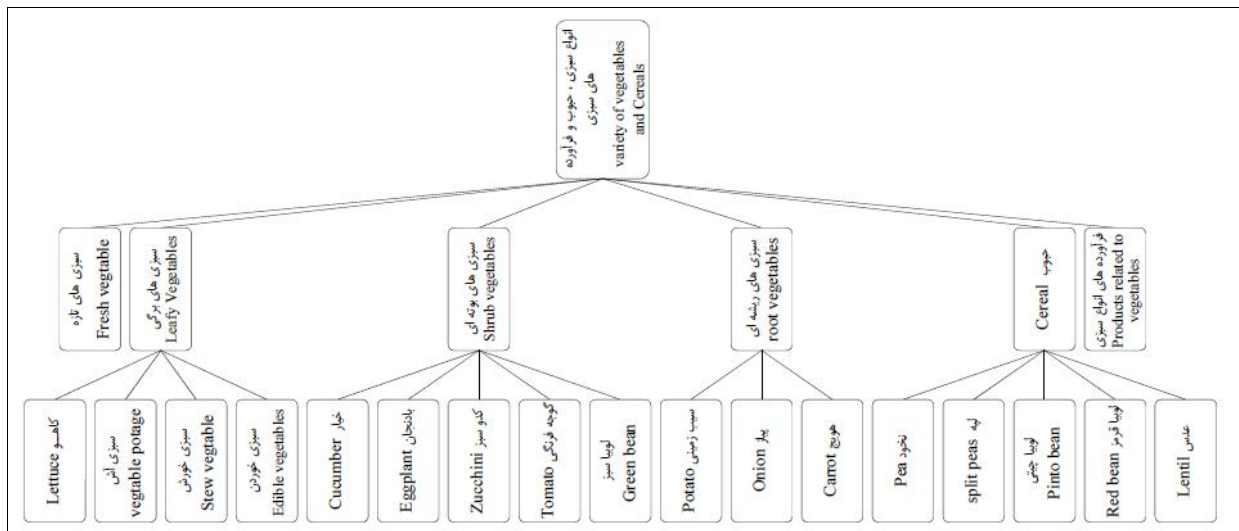 انواع سبزی ، حبوب و فرآورده
های سبزی
variety of vegetables
and Cereals
سبزی های تازه
Fresh vegtable
سبزی های برگی
Leafy Vegetables
سبزی های بوته ای
Shrub vegetables
سبزی های ریشه ای
root vegetables
حبوب Cereal
فرآورده های انواع سبزی
Products related to
vegetables
کاهو Lettuce
سبزی آش
vegtable potage
سبزی خورش
Stew vegtable
سبزی خوردن
Edible vegetables
خیار Cucumber
بادنجان Eggplant
کدو سبز Zucchini
گوجه فرنگی Tomato
لوبیا سبز
Green bean
سیب زمینی Potato
پیاز Onion
هویج Carrot
نخود Pea
لپه split peas
لوبیا چیتی
Pinto bean
لوبیا قرمز Red bean
عدس Lentil